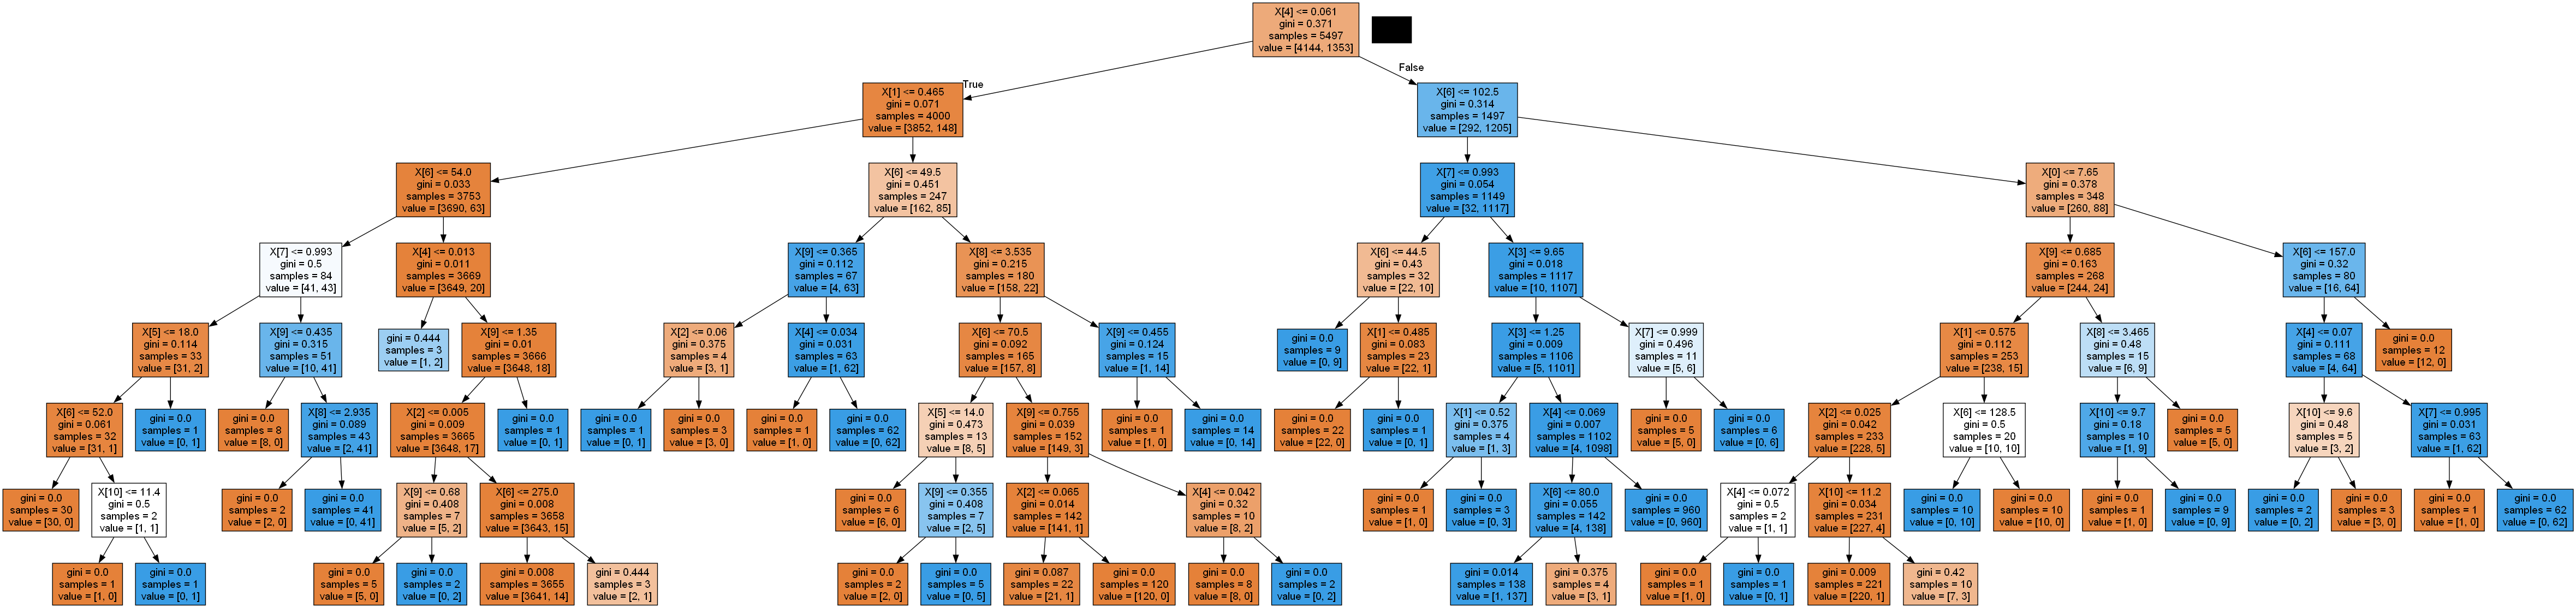 X[4] <= 0.061
gini = 0.371
samples = 5497
value = [4144, 1353]
True
False
X[1] <= 0.465
gini = 0.071
samples = 4000
value = [3852, 148]
X[6] <= 102.5
gini = 0.314
samples = 1497
value = [292, 1205]
X[6] <= 54.0
gini = 0.033
samples = 3753
value = [3690, 63]
X[6] <= 49.5
gini = 0.451
samples = 247
value = [162, 85]
X[7] <= 0.993
gini = 0.054
samples = 1149
value = [32, 1117]
X[0] <= 7.65
gini = 0.378
samples = 348
value = [260, 88]
X[7] <= 0.993
gini = 0.5
samples = 84
value = [41, 43]
X[4] <= 0.013
gini = 0.011
samples = 3669
value = [3649, 20]
X[9] <= 0.365
gini = 0.112
samples = 67
value = [4, 63]
X[8] <= 3.535
gini = 0.215
samples = 180
value = [158, 22]
X[6] <= 44.5
gini = 0.43
samples = 32
value = [22, 10]
X[3] <= 9.65
gini = 0.018
samples = 1117
value = [10, 1107]
X[9] <= 0.685
gini = 0.163
samples = 268
value = [244, 24]
X[6] <= 157.0
gini = 0.32
samples = 80
value = [16, 64]
X[5] <= 18.0
gini = 0.114
samples = 33
value = [31, 2]
X[9] <= 0.435
gini = 0.315
samples = 51
value = [10, 41]
gini = 0.444
samples = 3
value = [1, 2]
X[9] <= 1.35
gini = 0.01
samples = 3666
value = [3648, 18]
X[2] <= 0.06
gini = 0.375
samples = 4
value = [3, 1]
X[4] <= 0.034
gini = 0.031
samples = 63
value = [1, 62]
X[6] <= 70.5
gini = 0.092
samples = 165
value = [157, 8]
X[9] <= 0.455
gini = 0.124
samples = 15
value = [1, 14]
gini = 0.0
samples = 9
value = [0, 9]
X[1] <= 0.485
gini = 0.083
samples = 23
value = [22, 1]
X[3] <= 1.25
gini = 0.009
samples = 1106
value = [5, 1101]
X[7] <= 0.999
gini = 0.496
samples = 11
value = [5, 6]
X[1] <= 0.575
gini = 0.112
samples = 253
value = [238, 15]
X[8] <= 3.465
gini = 0.48
samples = 15
value = [6, 9]
X[4] <= 0.07
gini = 0.111
samples = 68
value = [4, 64]
gini = 0.0
samples = 12
value = [12, 0]
X[6] <= 52.0
gini = 0.061
samples = 32
value = [31, 1]
gini = 0.0
samples = 1
value = [0, 1]
gini = 0.0
samples = 8
value = [8, 0]
X[8] <= 2.935
gini = 0.089
samples = 43
value = [2, 41]
X[2] <= 0.005
gini = 0.009
samples = 3665
value = [3648, 17]
gini = 0.0
samples = 1
value = [0, 1]
gini = 0.0
samples = 1
value = [0, 1]
gini = 0.0
samples = 3
value = [3, 0]
gini = 0.0
samples = 1
value = [1, 0]
gini = 0.0
samples = 62
value = [0, 62]
X[5] <= 14.0
gini = 0.473
samples = 13
value = [8, 5]
X[9] <= 0.755
gini = 0.039
samples = 152
value = [149, 3]
gini = 0.0
samples = 1
value = [1, 0]
gini = 0.0
samples = 14
value = [0, 14]
gini = 0.0
samples = 22
value = [22, 0]
gini = 0.0
samples = 1
value = [0, 1]
X[1] <= 0.52
gini = 0.375
samples = 4
value = [1, 3]
X[4] <= 0.069
gini = 0.007
samples = 1102
value = [4, 1098]
gini = 0.0
samples = 5
value = [5, 0]
gini = 0.0
samples = 6
value = [0, 6]
X[2] <= 0.025
gini = 0.042
samples = 233
value = [228, 5]
X[6] <= 128.5
gini = 0.5
samples = 20
value = [10, 10]
X[10] <= 9.7
gini = 0.18
samples = 10
value = [1, 9]
gini = 0.0
samples = 5
value = [5, 0]
X[10] <= 9.6
gini = 0.48
samples = 5
value = [3, 2]
X[7] <= 0.995
gini = 0.031
samples = 63
value = [1, 62]
gini = 0.0
samples = 30
value = [30, 0]
X[10] <= 11.4
gini = 0.5
samples = 2
value = [1, 1]
gini = 0.0
samples = 2
value = [2, 0]
gini = 0.0
samples = 41
value = [0, 41]
X[9] <= 0.68
gini = 0.408
samples = 7
value = [5, 2]
X[6] <= 275.0
gini = 0.008
samples = 3658
value = [3643, 15]
gini = 0.0
samples = 6
value = [6, 0]
X[9] <= 0.355
gini = 0.408
samples = 7
value = [2, 5]
X[2] <= 0.065
gini = 0.014
samples = 142
value = [141, 1]
X[4] <= 0.042
gini = 0.32
samples = 10
value = [8, 2]
gini = 0.0
samples = 1
value = [1, 0]
gini = 0.0
samples = 3
value = [0, 3]
X[6] <= 80.0
gini = 0.055
samples = 142
value = [4, 138]
gini = 0.0
samples = 960
value = [0, 960]
X[4] <= 0.072
gini = 0.5
samples = 2
value = [1, 1]
X[10] <= 11.2
gini = 0.034
samples = 231
value = [227, 4]
gini = 0.0
samples = 10
value = [0, 10]
gini = 0.0
samples = 10
value = [10, 0]
gini = 0.0
samples = 1
value = [1, 0]
gini = 0.0
samples = 9
value = [0, 9]
gini = 0.0
samples = 2
value = [0, 2]
gini = 0.0
samples = 3
value = [3, 0]
gini = 0.0
samples = 1
value = [1, 0]
gini = 0.0
samples = 62
value = [0, 62]
gini = 0.0
samples = 1
value = [1, 0]
gini = 0.0
samples = 1
value = [0, 1]
gini = 0.0
samples = 5
value = [5, 0]
gini = 0.0
samples = 2
value = [0, 2]
gini = 0.008
samples = 3655
value = [3641, 14]
gini = 0.444
samples = 3
value = [2, 1]
gini = 0.0
samples = 2
value = [2, 0]
gini = 0.0
samples = 5
value = [0, 5]
gini = 0.087
samples = 22
value = [21, 1]
gini = 0.0
samples = 120
value = [120, 0]
gini = 0.0
samples = 8
value = [8, 0]
gini = 0.0
samples = 2
value = [0, 2]
gini = 0.014
samples = 138
value = [1, 137]
gini = 0.375
samples = 4
value = [3, 1]
gini = 0.0
samples = 1
value = [1, 0]
gini = 0.0
samples = 1
value = [0, 1]
gini = 0.009
samples = 221
value = [220, 1]
gini = 0.42
samples = 10
value = [7, 3]